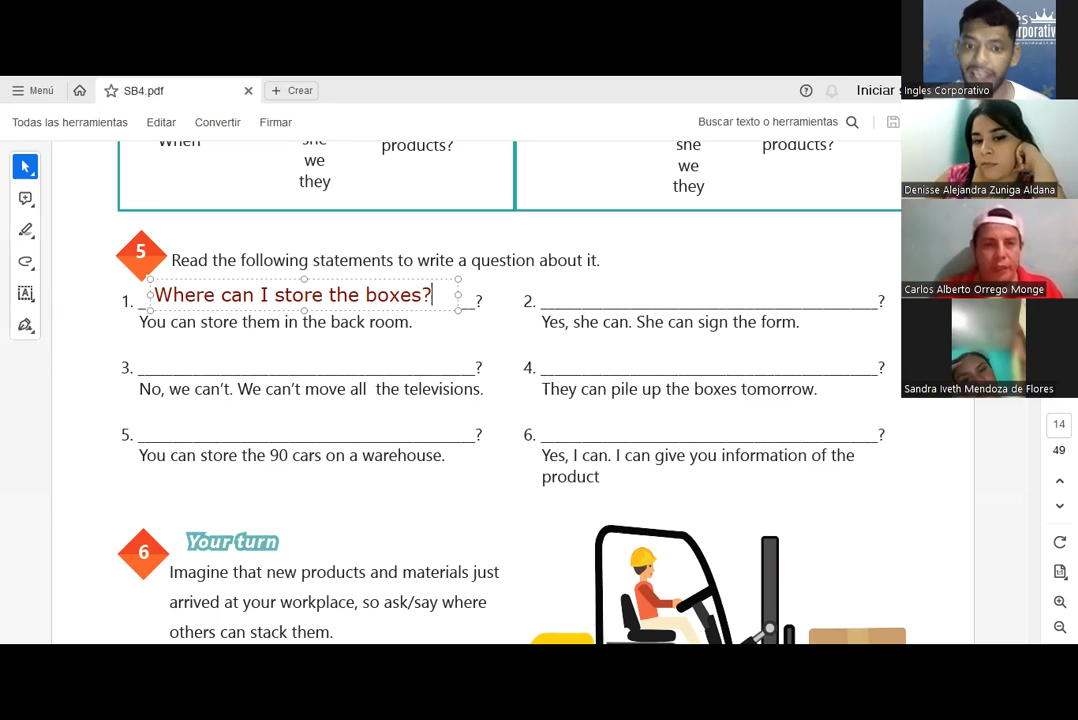 és
rporativo
Ingles Corporativo
Menú
SB4.pdf
Crear
Iniciar
Todas las herramientas
Editar
Convertir
Firmar
Buscar texto o herramientas
Denisse Alejandra Zuniga Aldana
When
she
we
they
products?
she
we
they
products?
5
Read the following statements to write a question about it.
1. Where can I store the boxes? ?
You can store them in the back room.
2. ?
Yes, she can. She can sign the form.
3. ?
No, we can't. We can't move all the televisions.
4. ?
They can pile up the boxes tomorrow.
5. ?
You can store the 90 cars on a warehouse.
6. ?
Yes, I can. I can give you information of the
product
6
Your turn
Imagine that new products and materials just
arrived at your workplace, so ask/say where
others can stack them.
Carlos Alberto Orrego Monge
Sandra Iveth Mendoza de Flores
14
49